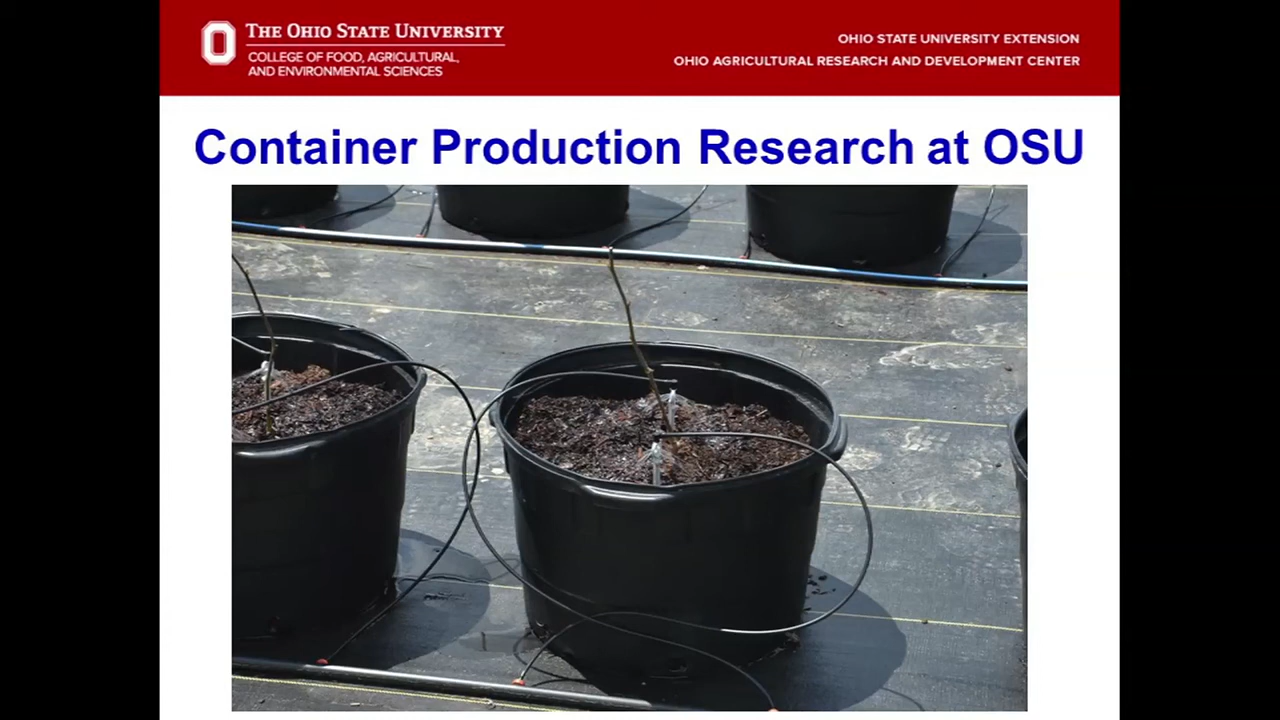 THE OHIO STATE UNIVERSITY
COLLEGE OF FOOD, AGRICULTURAL,
AND ENVIRONMENTAL SCIENCES
OHIO STATE UNIVERSITY EXTENSION
OHIO AGRICULTURAL RESEARCH AND DEVELOPMENT CENTER
Container Production Research at OSU